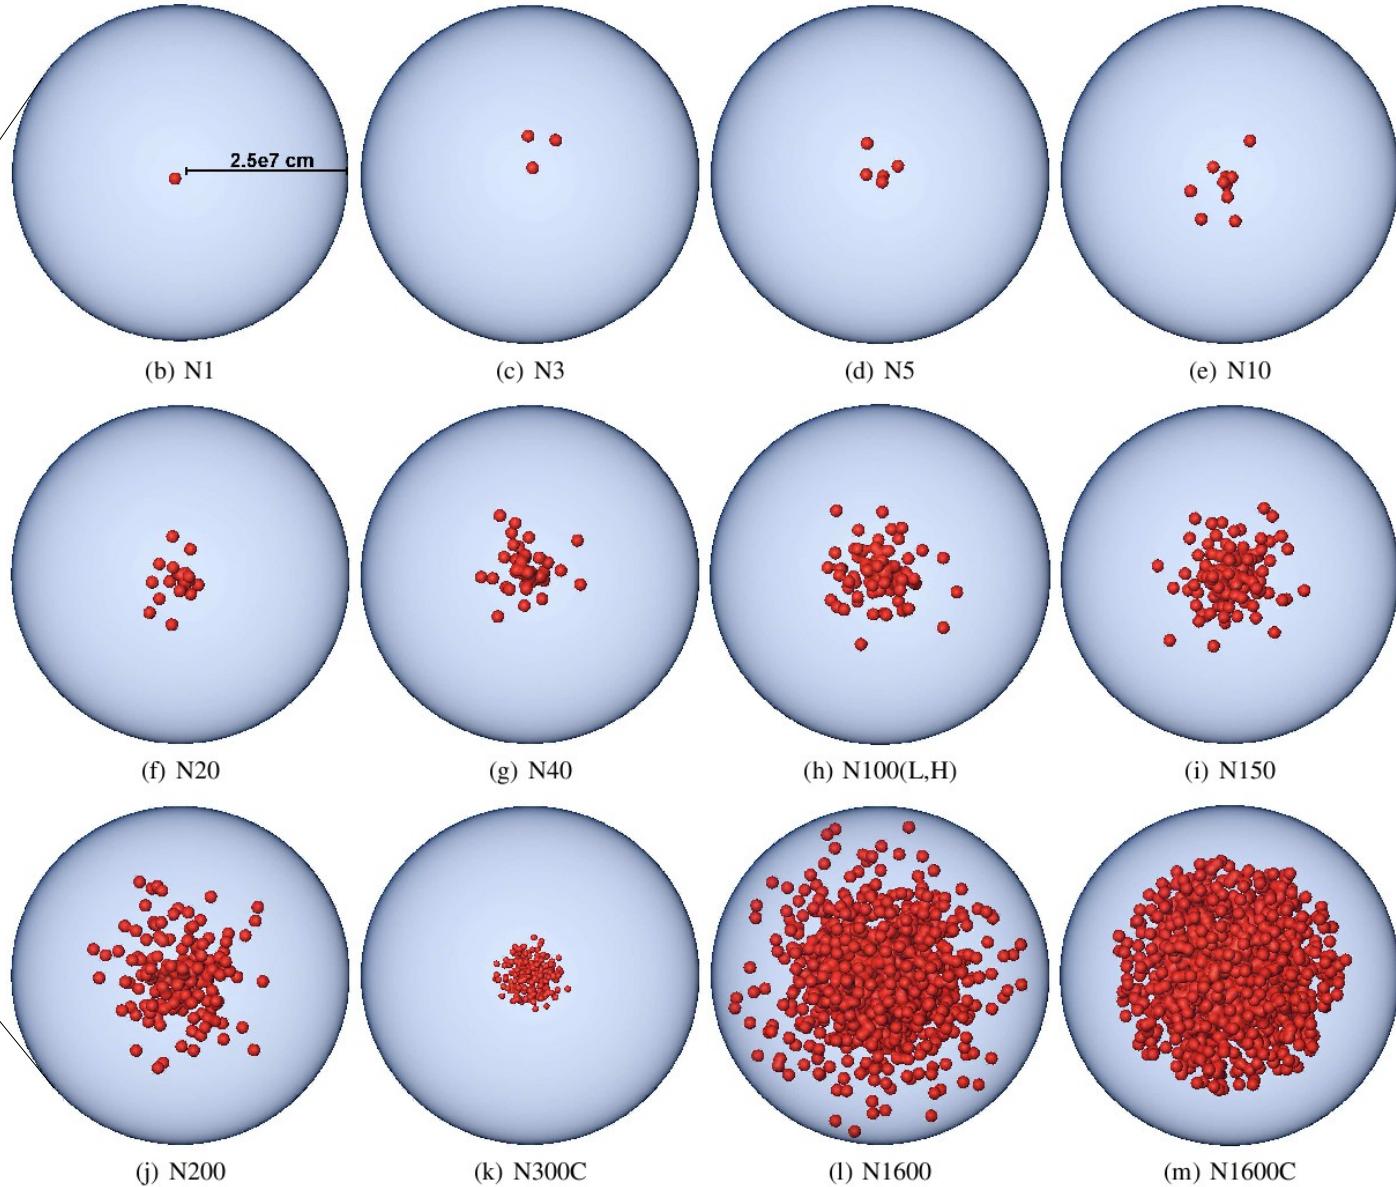 2.5e7 cm
(b) N1
(c) N3
(d) N5
(e) N10
(f) N20
(g) N40
(h) N100(L,H)
(i) N150
(j) N200
(k) N300C
(l) N1600
(m) N1600C